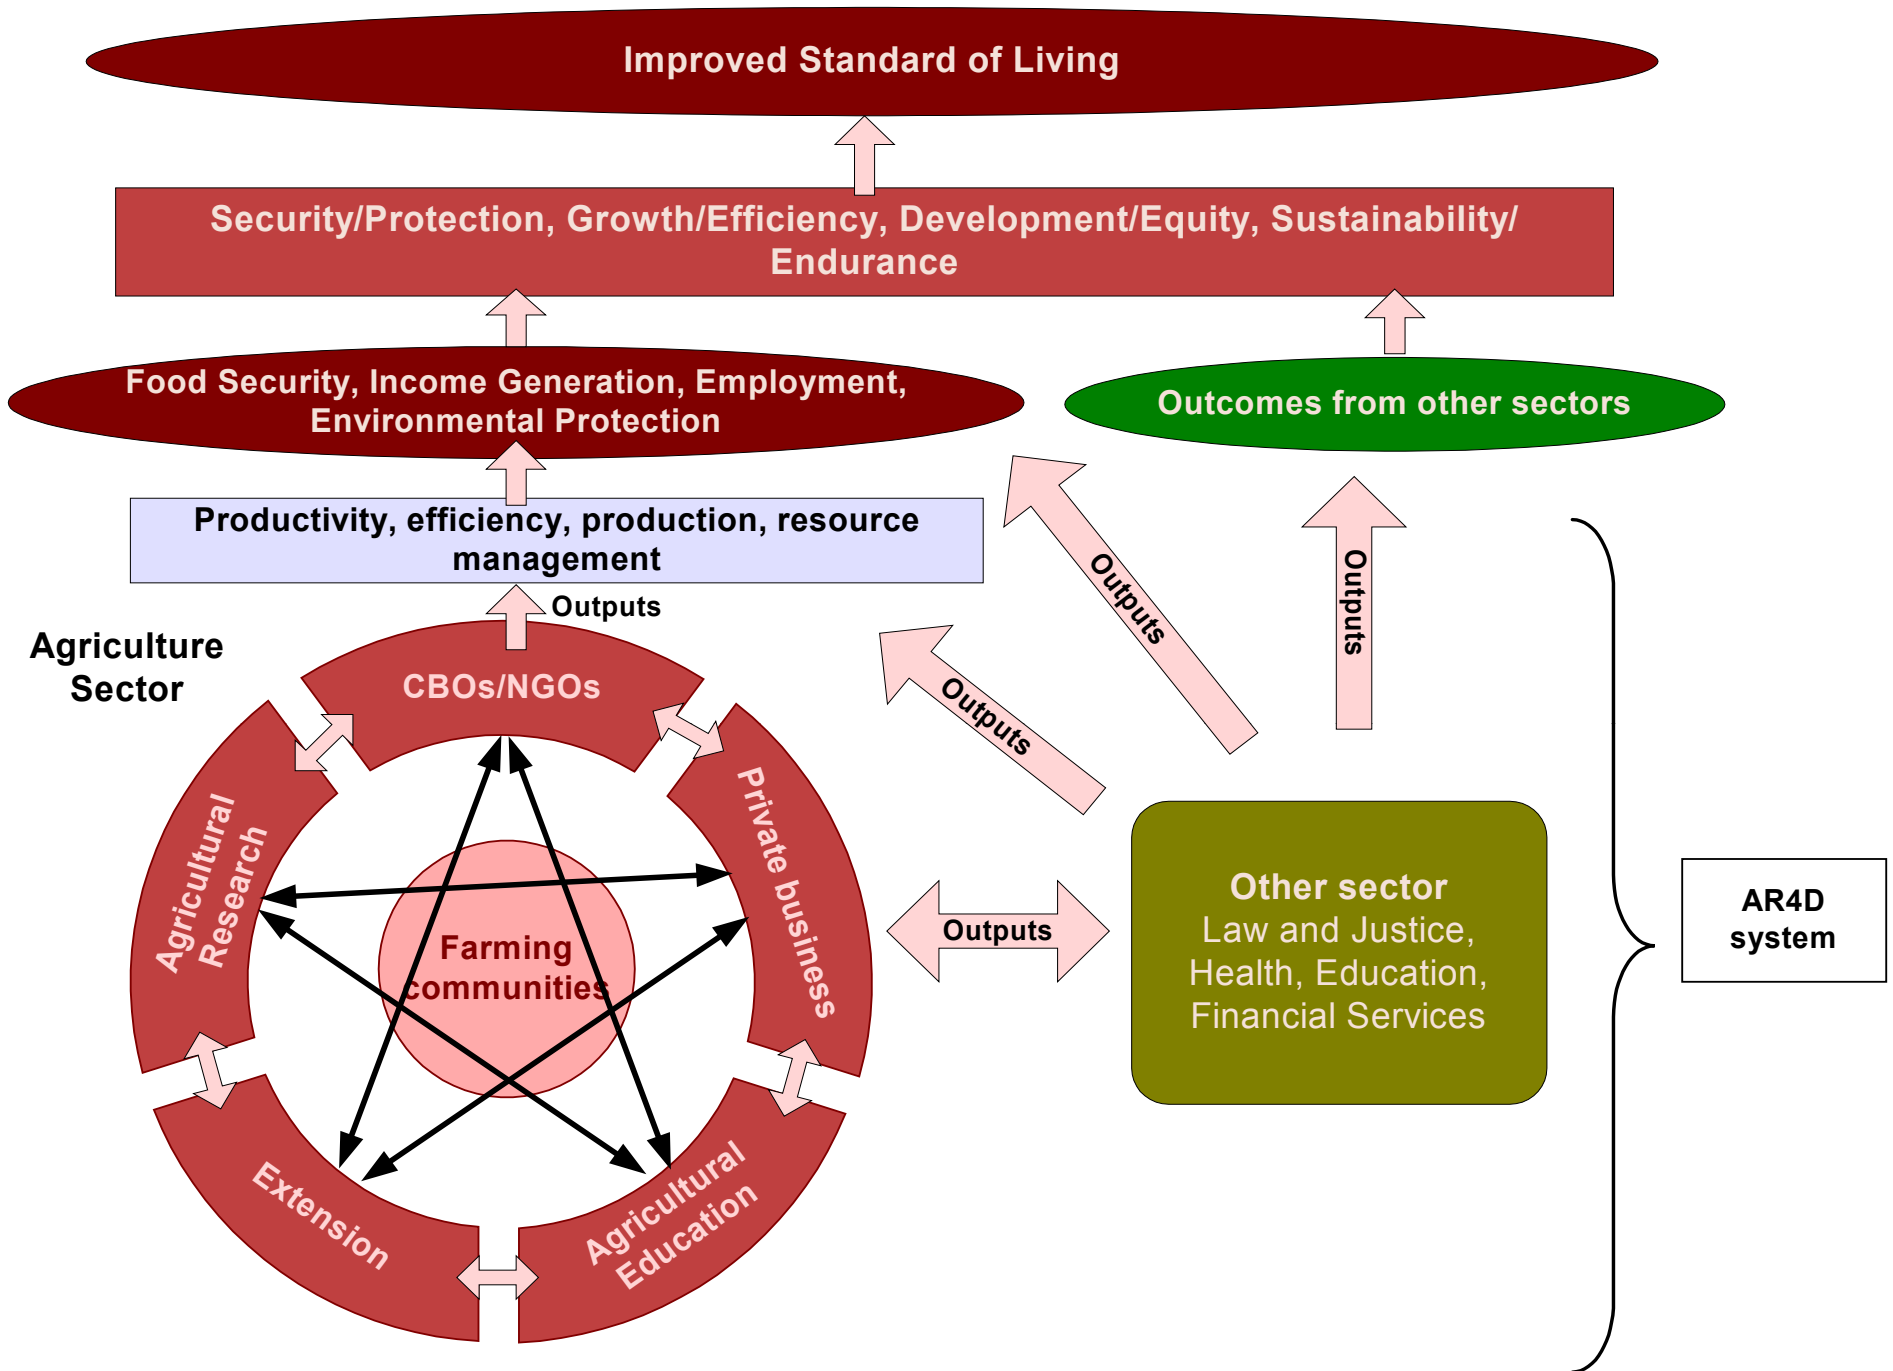 Improved Standard of Living
Security/Protection, Growth/Efficiency, Development/Equity, Sustainability/
Endurance
Food Security, Income Generation, Employment,
Environmental Protection
Outcomes from other sectors
Productivity, efficiency, production, resource
management
Outputs
Outputs
Outputs
Outputs
Agriculture
Sector
CBOs/NGOs
Private business
Agricultural
Research
Farming
communities
Outputs
Other sector
Law and Justice,
Health, Education,
Financial Services
AR4D
system
Extension
Agricultural
Education